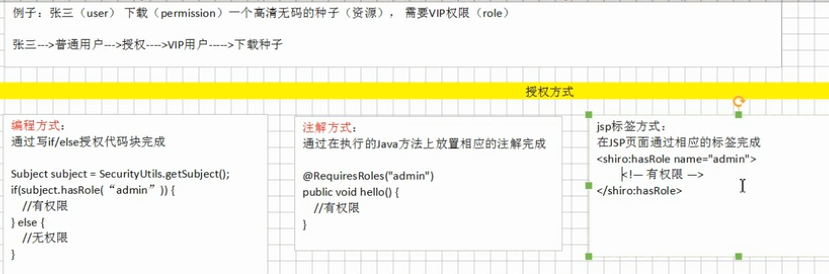 例子：张三（user） 下载（permission）一个高清无码的种子（资源）， 需要VIP权限（role）
张三--->普通用户--->授权---->VIP用户----->下载种子
授权方式
编程方式：
通过写if/else授权代码块完成
Subject subject = SecurityUtils.getSubject();
if(subject.hasRole(“admin”)) {
//有权限
} else {
//无权限
}
注解方式：
通过在执行的Java方法上放置相应的注解完成
@RequiresRoles("admin")
public void hello() {
//有权限
}
jsp标签方式：
在JSP页面通过相应的标签完成
<shiro:hasRole name="admin">
<!— 有权限 —>
</shiro:hasRole>